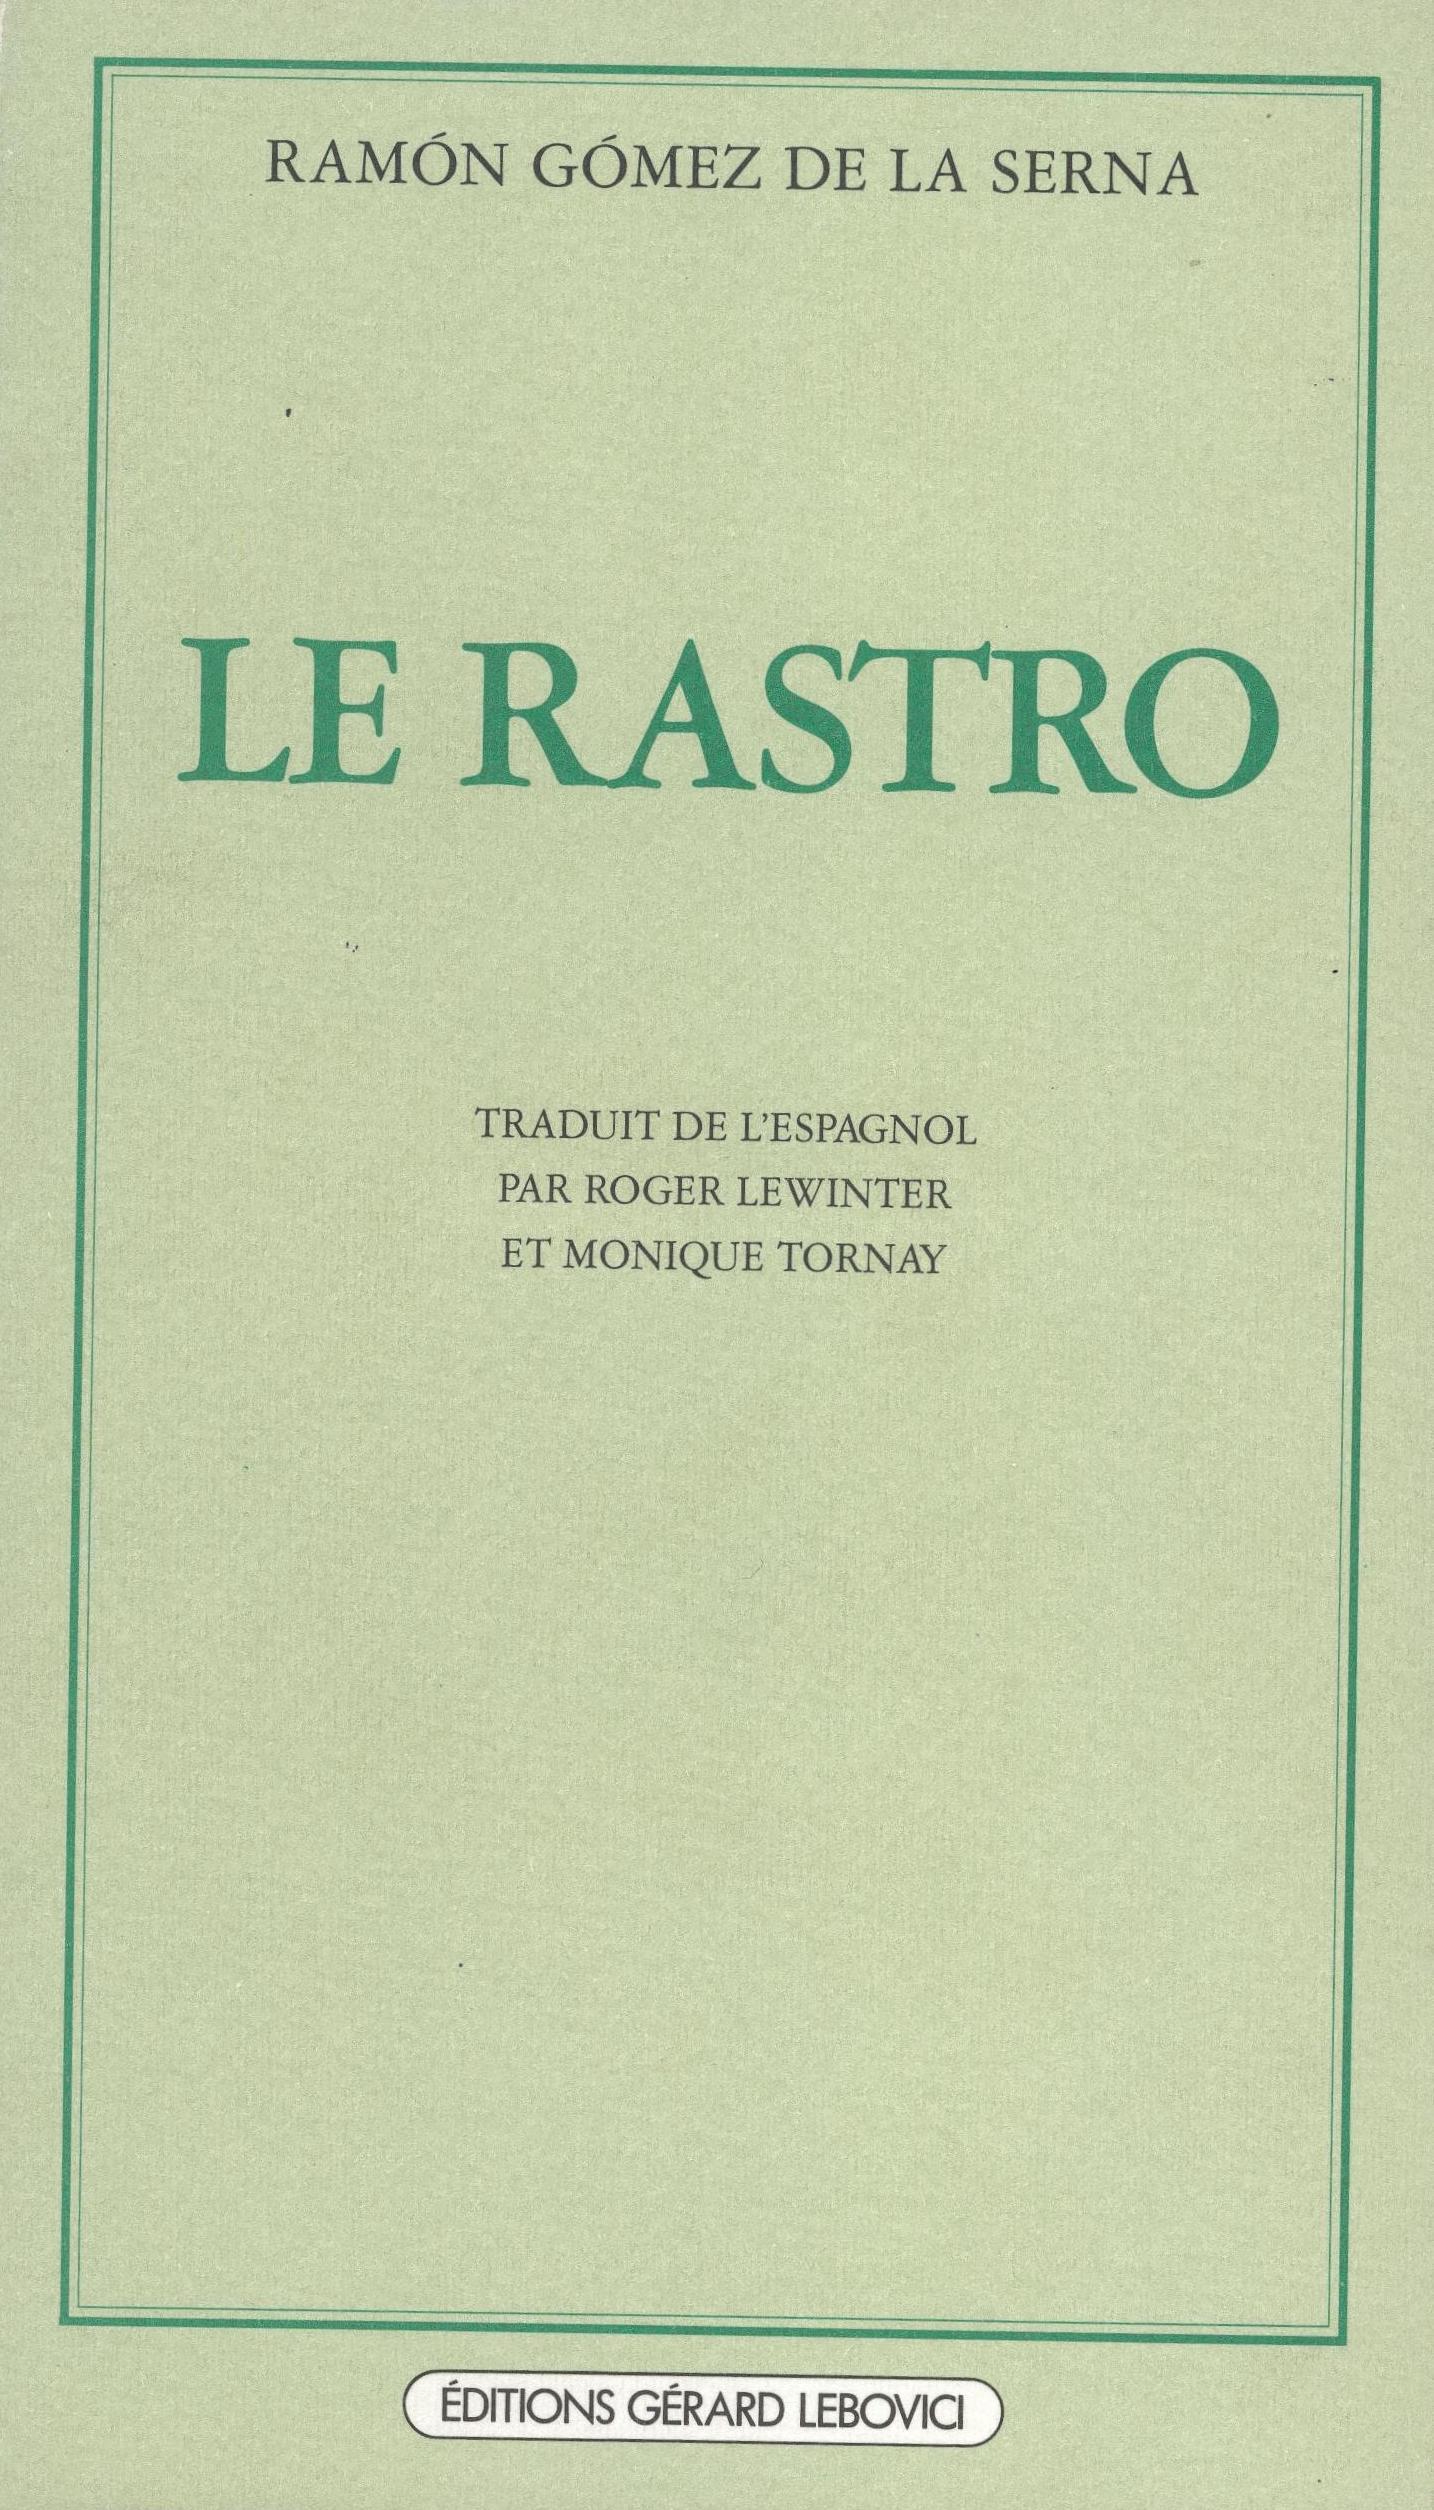 RAMÓN GÓMEZ DE LA SERNA
LE RASTRO
TRADUIT DE L'ESPAGNOL
PAR ROGER LEWINTER
ET MONIQUE TORNAY
ÉDITIONS GÉRARD LEBOVICI